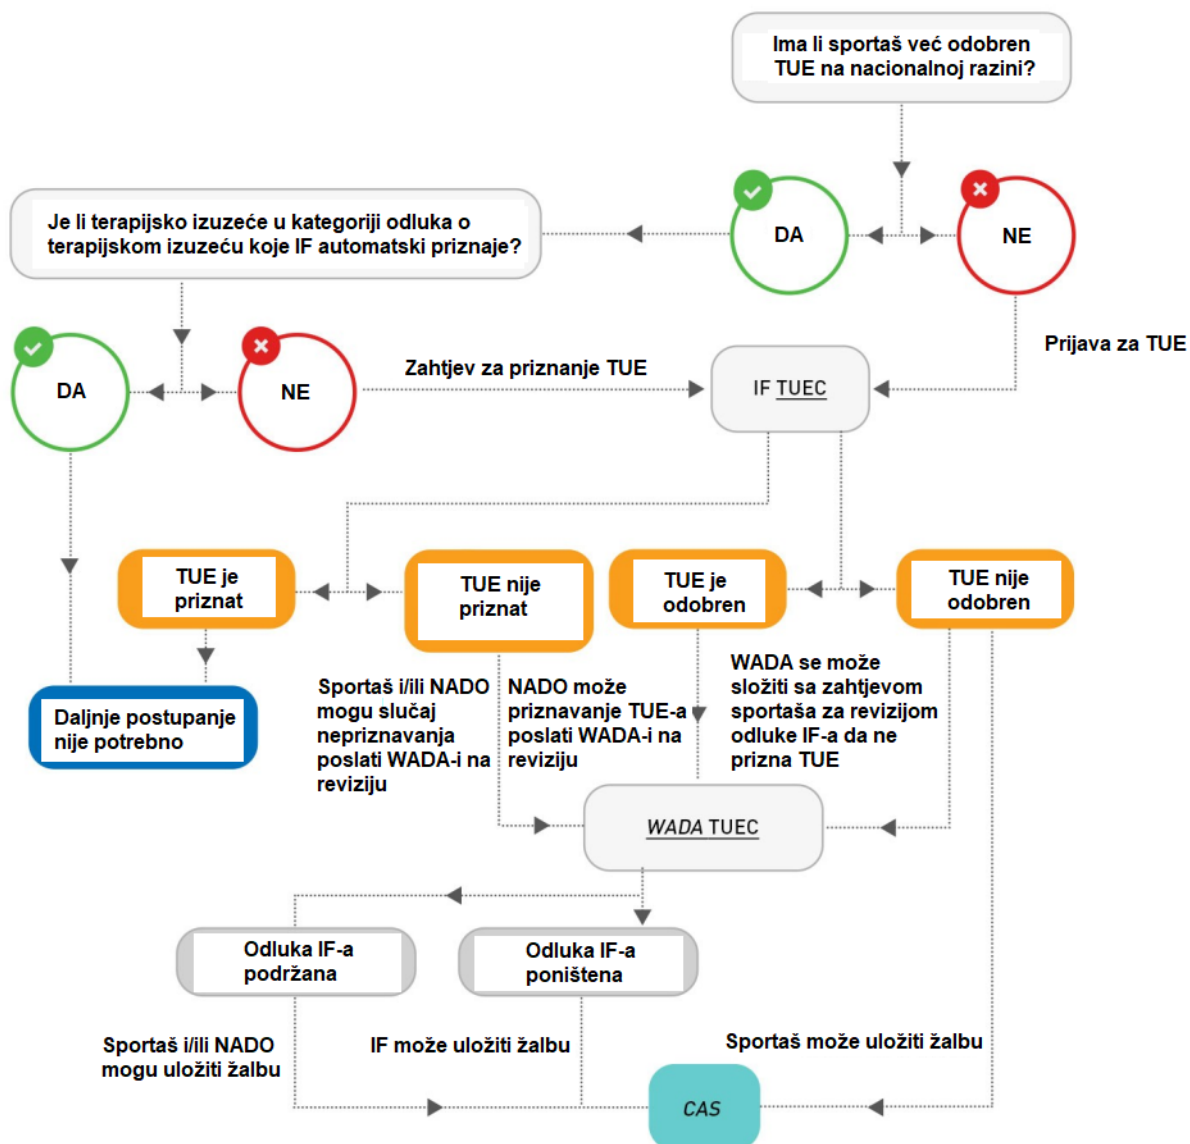 Ima li sportaš već odobren
TUE na nacionalnoj razini?
DA
NE
Je li terapijsko izuzeće u kategoriji odluka o
terapijskom izuzeću koje IF automatski priznaje?
DA
NE
Zahtjev za priznanje TUE
IF TUEC
Prijava za TUE
TUE je
priznat
TUE nije
priznat
TUE je
odobren
TUE nije
odobren
Daljnje postupanje
nije potrebno
Sportaš i/ili NADO
mogu slučaj
nepriznavanja
poslati WADA-i na
reviziju
NADO može
priznavanje TUE-a
poslati WADA-i na
reviziju
WADA se može
složiti sa zahtjevom
sportaša za revizijom
odluke IF-a da ne
prizna TUE
WADA TUEC
Odluka IF-a
podržana
Odluka IF-a
poništena
Sportaš i/ili NADO
mogu uložiti žalbu
IF može uložiti žalbu
Sportaš može uložiti žalbu
CAS